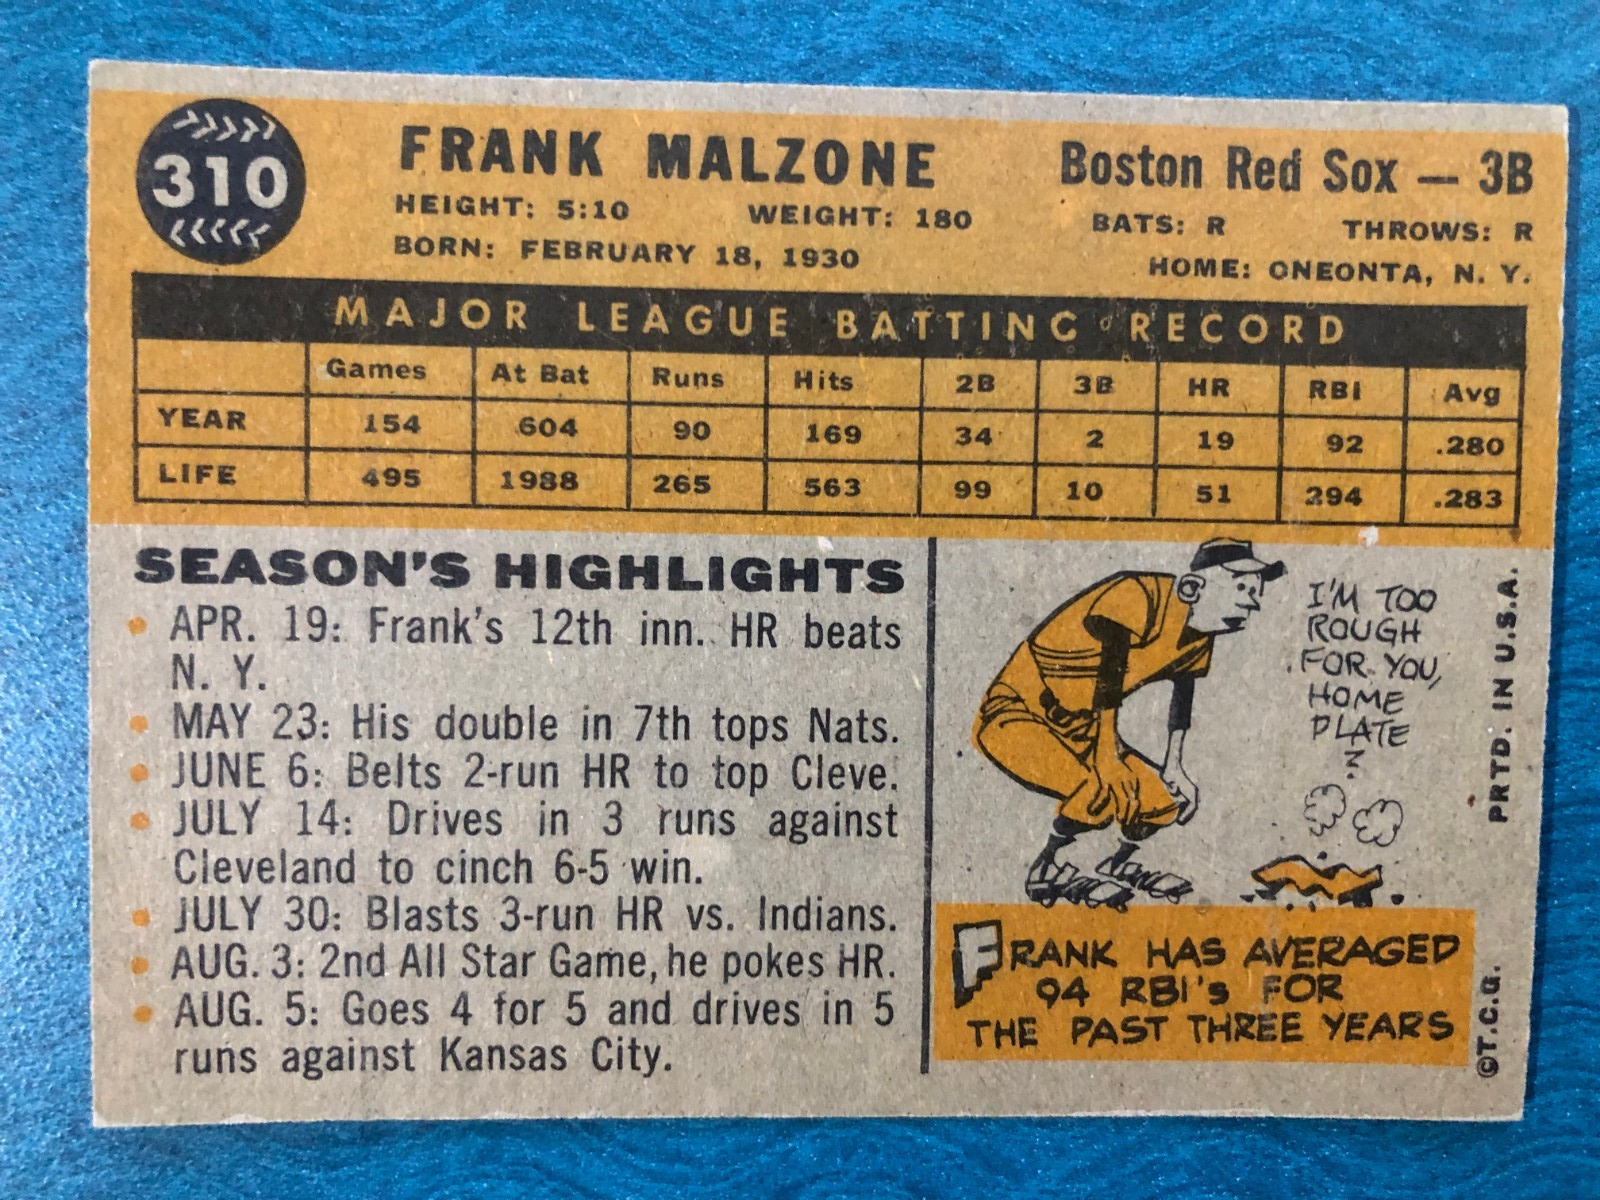 310
FRANK MALZONE
Boston Red Sox — 3B
HEIGHT: 5:10 WEIGHT: 180 BATS: R THROWS: R
BORN: FEBRUARY 18, 1930 HOME: ONEONTA, N. Y.
MAJOR LEAGUE BATTING RECORD
Games At Bat Runs Hits 2B 3B HR RBI Avg
YEAR 154 604 90 169 34 2 19 92 .280
LIFE 495 1988 265 563 99 10 51 294 .283
SEASON'S HIGHLIGHTS
• APR. 19: Frank's 12th inn. HR beats
N. Y.
• MAY 23: His double in 7th tops Nats.
• JUNE 6: Belts 2-run HR to top Cleve.
• JULY 14: Drives in 3 runs against
Cleveland to cinch 6-5 win.
• JULY 30: Blasts 3-run HR vs. Indians.
• AUG. 3: 2nd All Star Game, he pokes HR.
• AUG. 5: Goes 4 for 5 and drives in 5
runs against Kansas City.
I'M TOO
ROUGH
FOR YOU,
HOME
PLATE
FRANK HAS AVERAGED
94 RBI's FOR
THE PAST THREE YEARS
PRTD. IN U.S.A.
©T.C.G.